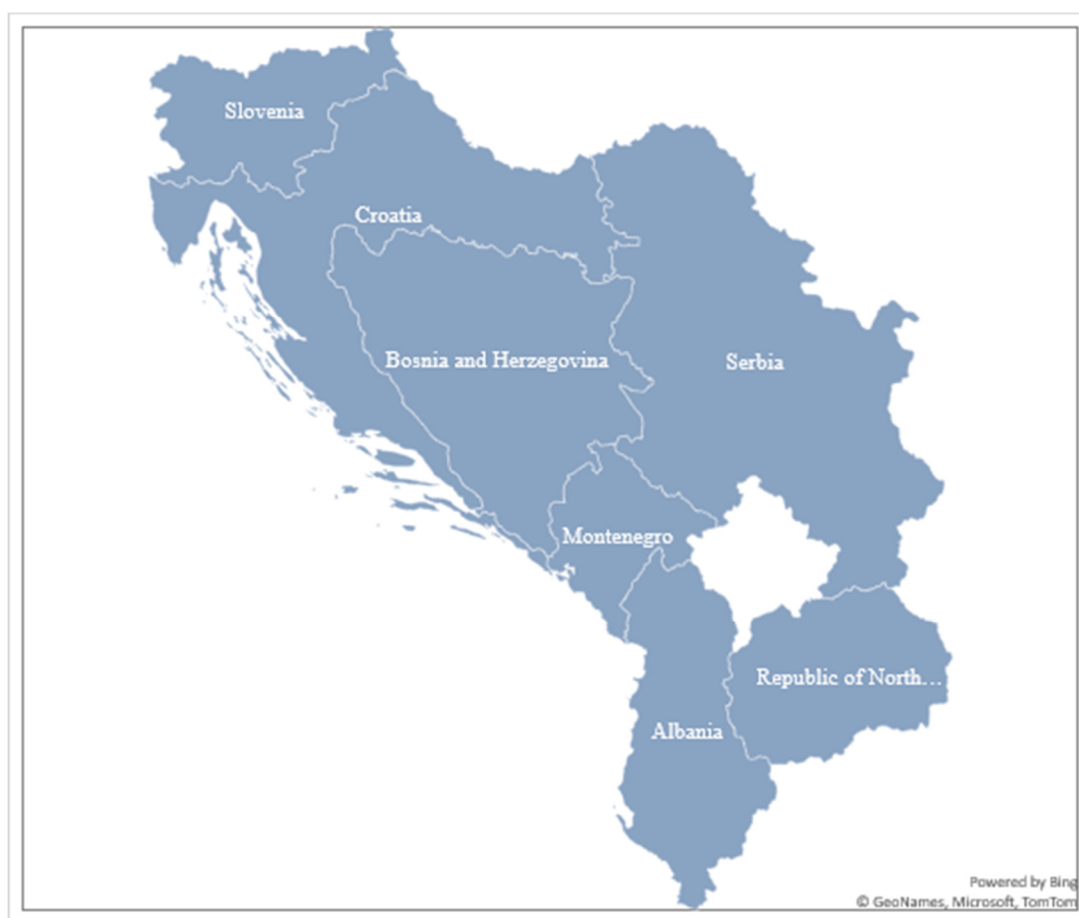 Slovenia
Croatia
Bosnia and Herzegovina
Serbia
Montenegro
Republic of North...
Albania
Powered by Bing
© GeoNames, Microsoft, TomTom